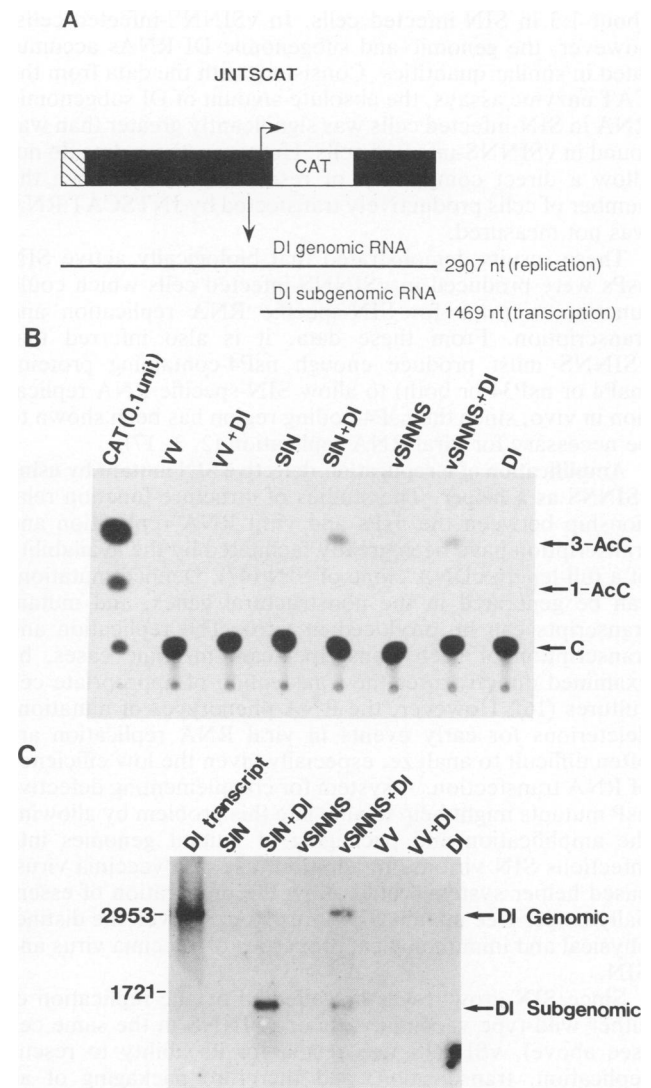 A
JNTSCAT
CAT
DI genomic RNA
2907 nt (replication)
DI subgenomic RNA
1469 nt (transcription)
B
CAT(0.1unit)
VV
VV+DI
SIN
SIN+DI
vSINNS
vSINNS+DI
DI
3-AcC
1-AcC
C
C
DI transcript
SIN
SIN+DI
vSINNS
vSINNS+DI
VV
VV+DI
DI
2953-
DI Genomic
1721-
DI Subgenomic